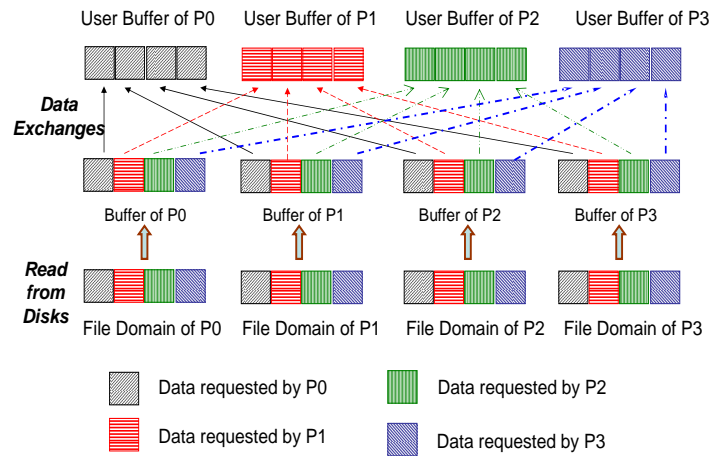 User Buffer of P0 User Buffer of P1 User Buffer of P2 User Buffer of P3
Data
Exchanges
Buffer of P0 Buffer of P1 Buffer of P2 Buffer of P3
Read
from
Disks
File Domain of P0 File Domain of P1 File Domain of P2 File Domain of P3
Data requested by P0 Data requested by P2
Data requested by P1 Data requested by P3